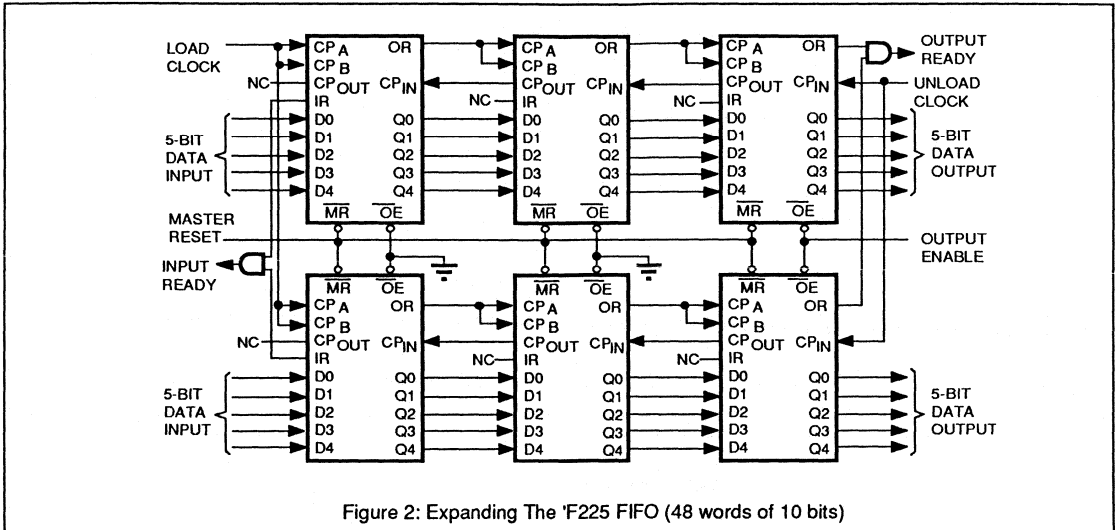 LOAD CLOCK
CPA OR CPA OR CPA OR
OUTPUT READY
CPB CPB CPB
NC CPOUT CPIN CPOUT CPIN CPOUT CPIN
UNLOAD CLOCK
IR NC IR NC IR
5-BIT DATA INPUT
D0 Q0 D0 Q0 D0 Q0
D1 Q1 D1 Q1 D1 Q1
D2 Q2 D2 Q2 D2 Q2
D3 Q3 D3 Q3 D3 Q3
D4 Q4 D4 Q4 D4 Q4
5-BIT DATA OUTPUT
MR OE MR OE MR OE
MASTER RESET
OUTPUT ENABLE
INPUT READY
MR OE MR OE MR OE
CPA OR CPA OR CPA OR
CPB CPB CPB
NC CPOUT CPIN CPOUT CPIN CPOUT CPIN
IR NC IR NC IR
5-BIT DATA INPUT
D0 Q0 D0 Q0 D0 Q0
D1 Q1 D1 Q1 D1 Q1
D2 Q2 D2 Q2 D2 Q2
D3 Q3 D3 Q3 D3 Q3
D4 Q4 D4 Q4 D4 Q4
5-BIT DATA OUTPUT
Figure 2: Expanding The 'F225 FIFO (48 words of 10 bits)